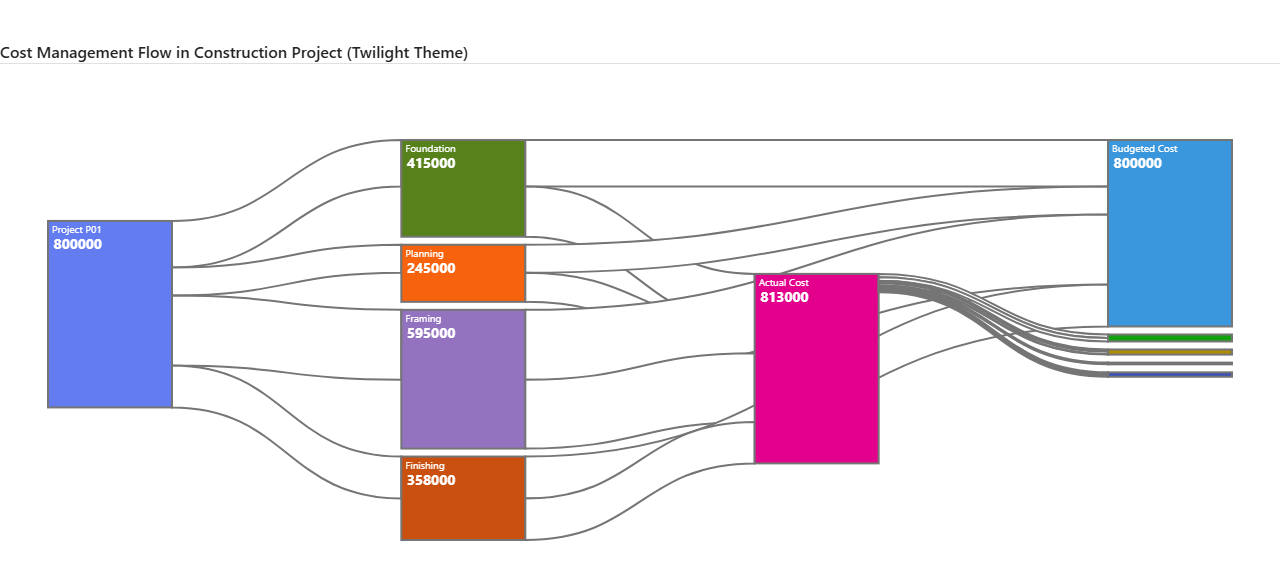 Cost Management Flow in Construction Project (Twilight Theme)
Project P01
800000
Foundation
415000
Planning
245000
Framing
595000
Finishing
358000
Actual Cost
813000
Budgeted Cost
800000